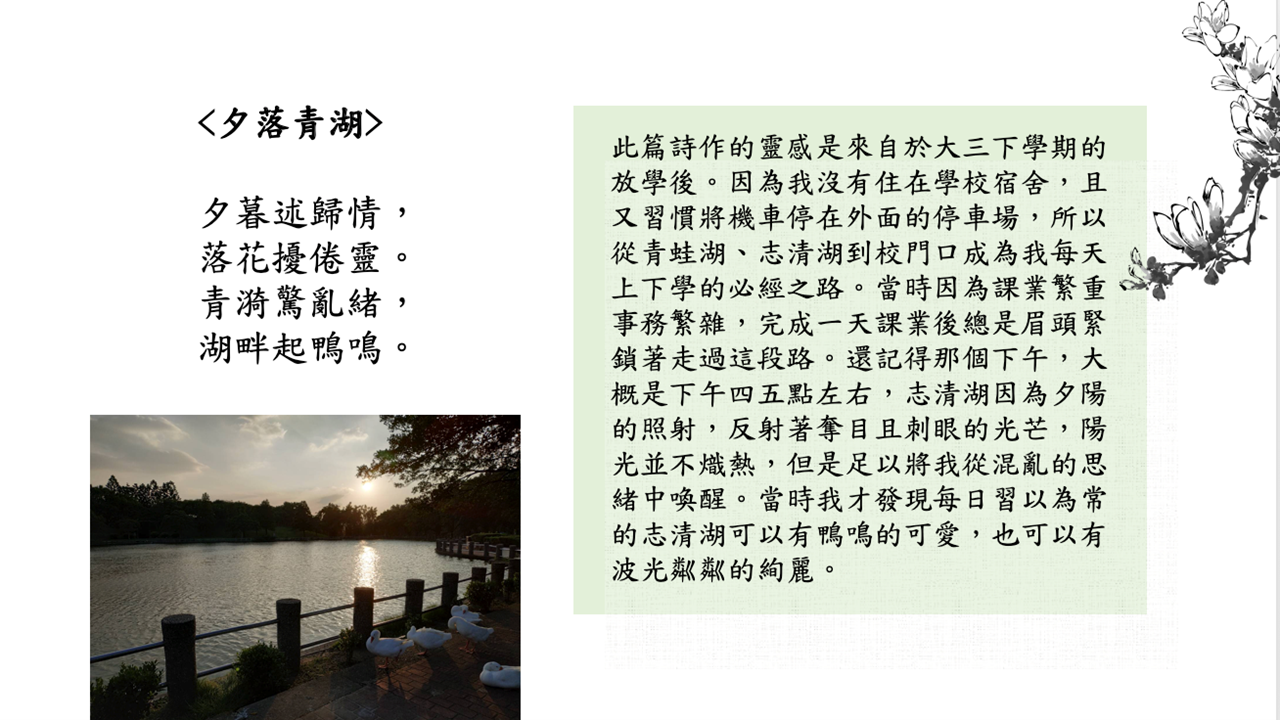 <夕落青湖>
夕暮述歸情，
落花擾倦靈。
青漪驚亂緒，
湖畔起鴨鳴。
此篇詩作的靈感是來自於大三下學期的
放學後。因為我沒有住在學校宿舍，且
又習慣將機車停在外面的停車場，所以
從青蛙湖、志清湖到校門口成為我每天
上下學的必經之路。當時因為課業繁重
事務繁雜，完成一天課業後總是眉頭緊
鎖著走過這段路。還記得那個下午，大
概是下午四五點左右，志清湖因為夕陽
的照射，反射著奪目且刺眼的光芒，陽
光並不熾熱，但是足以將我從混亂的思
緒中喚醒。當時我才發現每日習以為常
的志清湖可以有鴨鳴的可愛，也可以有
波光粼粼的絢麗。